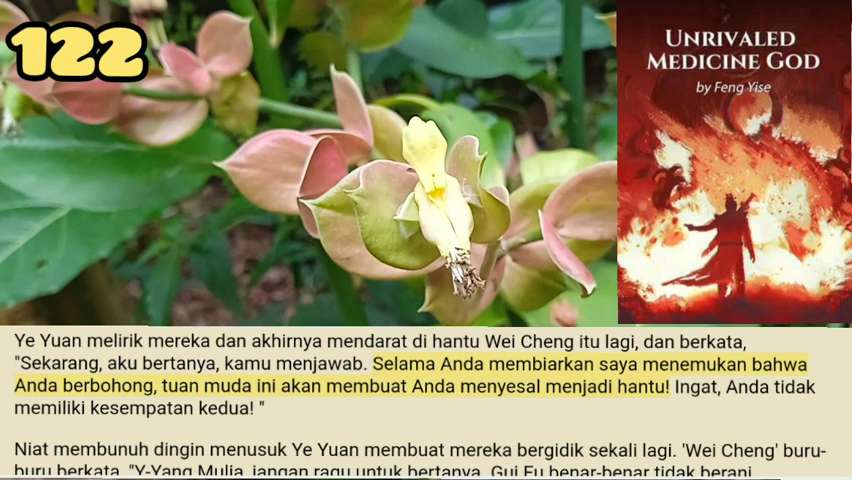 122
UNRIVALED
MEDICINE GOD
by Feng Yise
Ye Yuan melirik mereka dan akhirnya mendarat di hantu Wei Cheng itu lagi, dan berkata,
"Sekarang, aku bertanya, kamu menjawab. Selama Anda membiarkan saya menemukan bahwa
Anda berbohong, tuan muda ini akan membuat Anda menyesal menjadi hantu! Ingat, Anda tidak
memiliki kesempatan kedua! "
Niat membunuh dingin menusuk Ye Yuan membuat mereka bergidik sekali lagi. 'Wei Cheng' buru-
buru berkata, "Y-Yang Mulia, jangan ragu untuk bertanya. Gui Fu benar-benar tidak berani